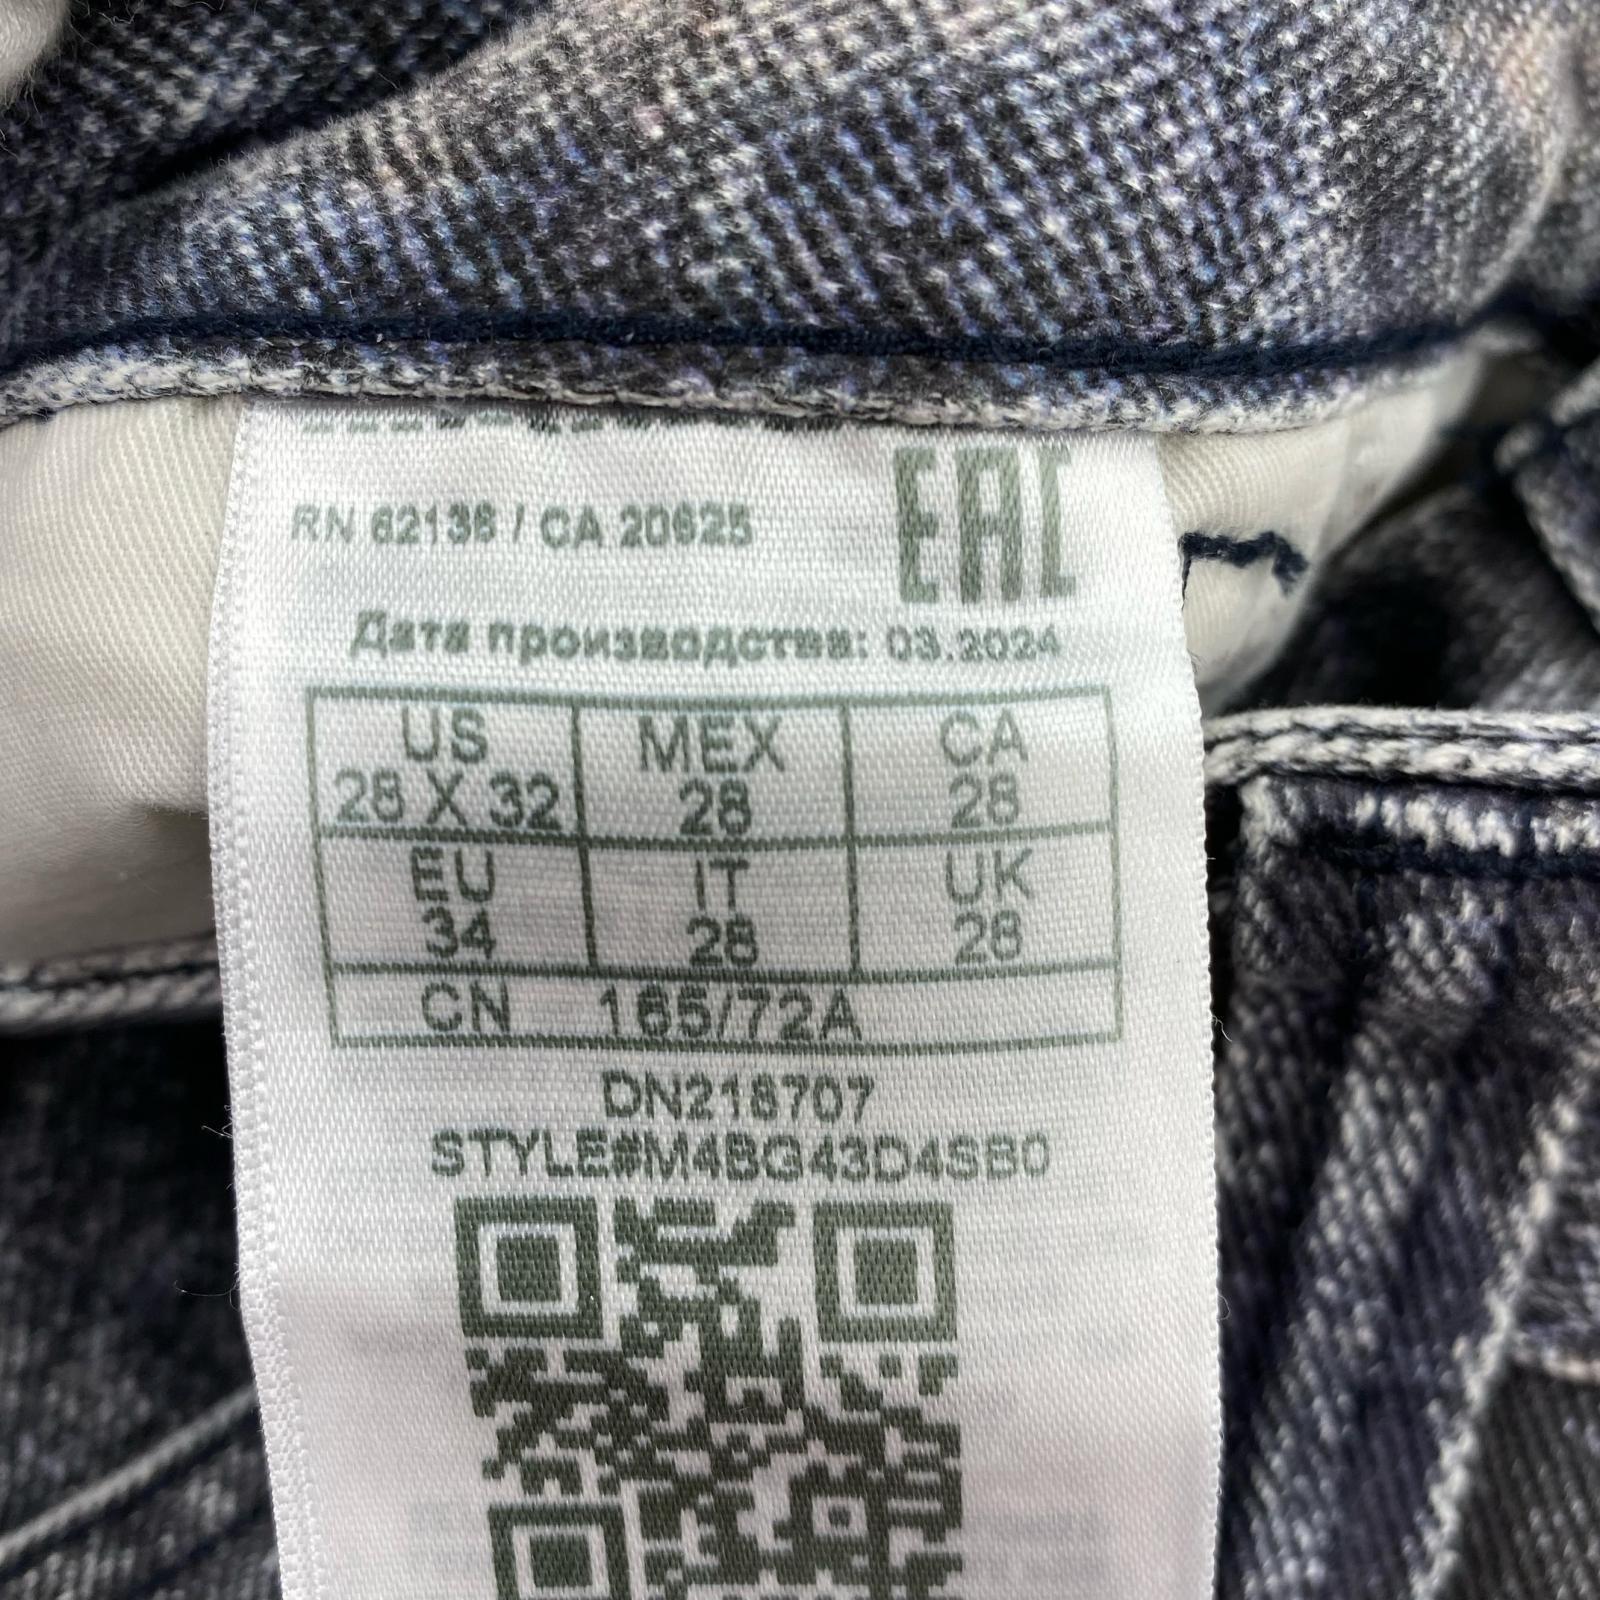 RN 62136 / CA 20625
EAC
Дата производства: 03.2024
US MEX CA
28 X 32 28 28
EU IT UK
34 28 28
CN 165/72A
DN218707
STYLE#M4BG43D4SB0